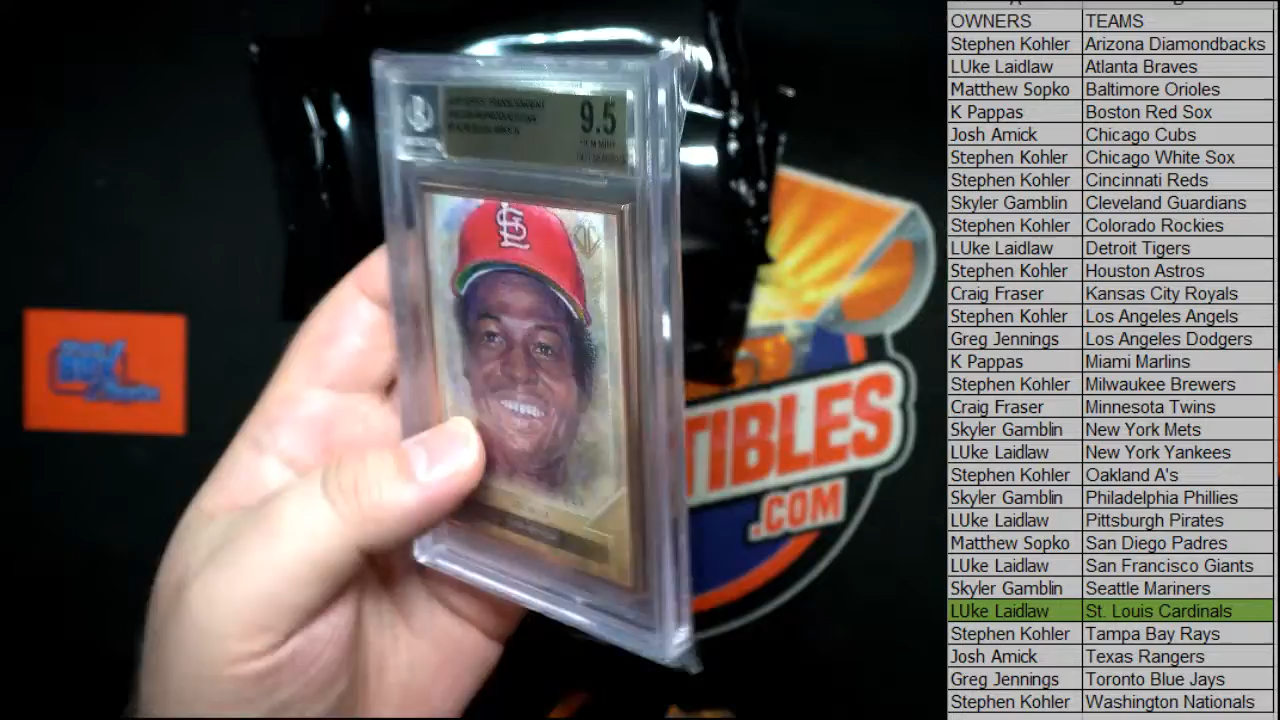 OWNERS TEAMS
Stephen Kohler Arizona Diamondbacks
LUke Laidlaw Atlanta Braves
Matthew Sopko Baltimore Orioles
K Pappas Boston Red Sox
Josh Amick Chicago Cubs
Stephen Kohler Chicago White Sox
Stephen Kohler Cincinnati Reds
Skyler Gamblin Cleveland Guardians
Stephen Kohler Colorado Rockies
LUke Laidlaw Detroit Tigers
Stephen Kohler Houston Astros
Craig Fraser Kansas City Royals
Stephen Kohler Los Angeles Angels
Greg Jennings Los Angeles Dodgers
K Pappas Miami Marlins
Stephen Kohler Milwaukee Brewers
Craig Fraser Minnesota Twins
Skyler Gamblin New York Mets
LUke Laidlaw New York Yankees
Stephen Kohler Oakland A's
Skyler Gamblin Philadelphia Phillies
LUke Laidlaw Pittsburgh Pirates
Matthew Sopko San Diego Padres
LUke Laidlaw San Francisco Giants
Skyler Gamblin Seattle Mariners
LUke Laidlaw St. Louis Cardinals
Stephen Kohler Tampa Bay Rays
Josh Amick Texas Rangers
Greg Jennings Toronto Blue Jays
Stephen Kohler Washington Nationals
9.5
GEM MINT
STL
TIBLES
.COM